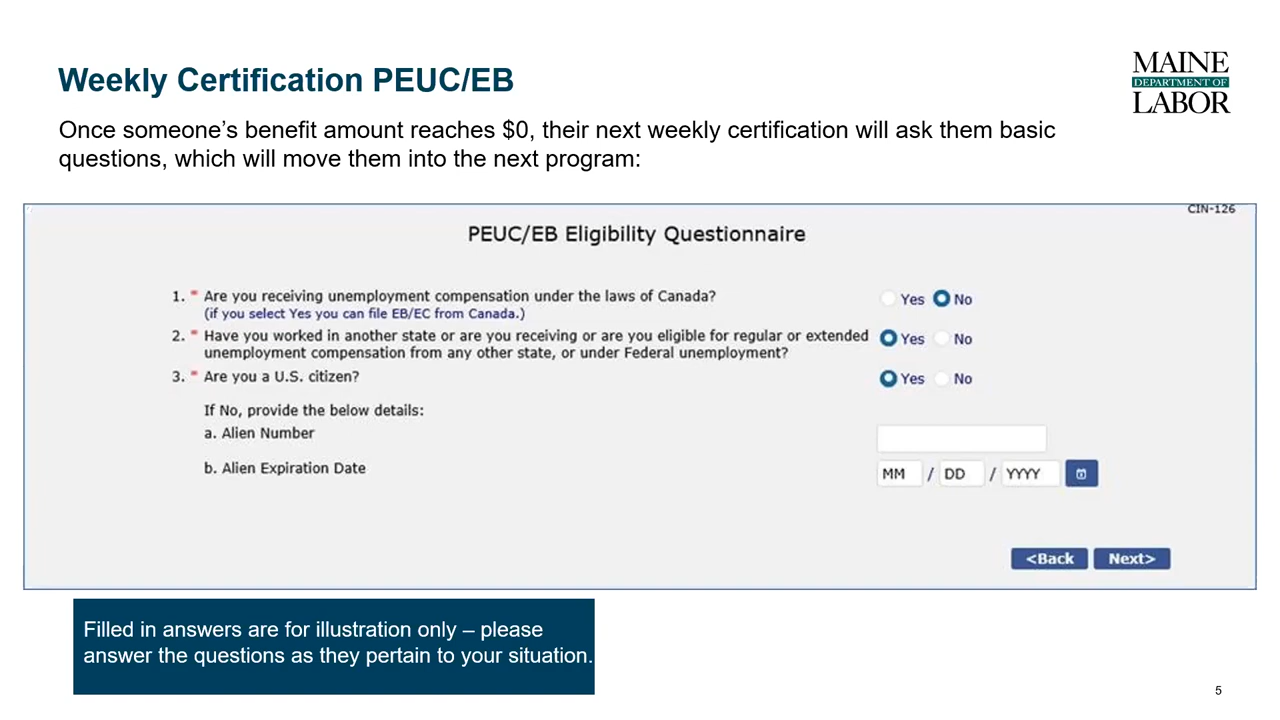 Weekly Certification PEUC/EB
MAINE
DEPARTMENT OF
LABOR
Once someone's benefit amount reaches $0, their next weekly certification will ask them basic
questions, which will move them into the next program:
CIN-126
PEUC/EB Eligibility Questionnaire
1. * Are you receiving unemployment compensation under the laws of Canada? Yes No
(if you select Yes you can file EB/EC from Canada.)
2. * Have you worked in another state or are you receiving or are you eligible for regular or extended Yes No
unemployment compensation from any other state, or under Federal unemployment?
3. * Are you a U.S. citizen? Yes No
If No, provide the below details:
a. Alien Number
b. Alien Expiration Date MM / DD / YYYY
<Back Next>
Filled in answers are for illustration only – please
answer the questions as they pertain to your situation.
5